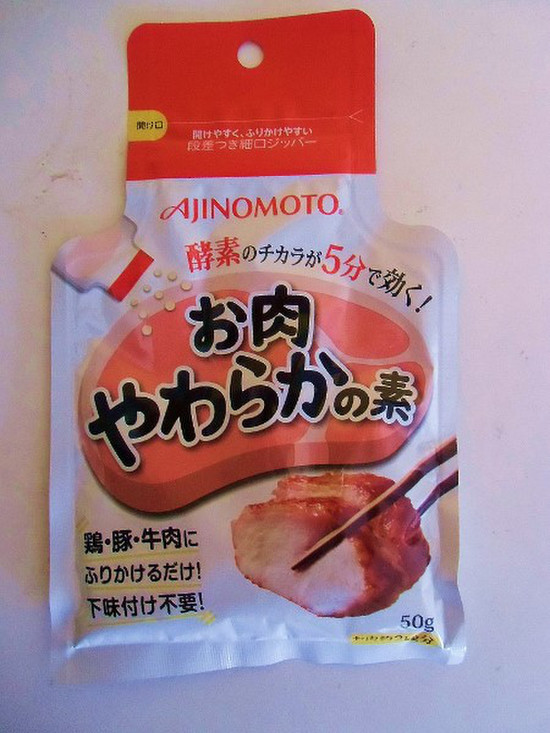 開け口
開けやすく、ふりかけやすい
段差つき細口ジッパー
AJINOMOTO®
酵素のチカラが5分で効く!
お肉
やわらかの素
鶏・豚・牛肉に
ふりかけるだけ!
下味付け不要!
50g